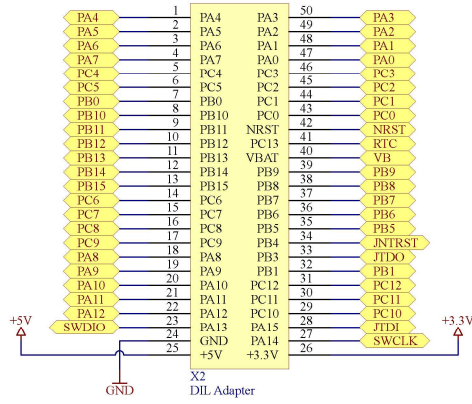 PA4 1 PA4 PA3 50 PA3
PA5 2 PA5 PA2 49 PA2
PA6 3 PA6 PA1 48 PA1
PA7 4 PA7 PA0 47 PA0
PC4 5 PC4 PC3 46 PC3
PC5 6 PC5 PC2 45 PC2
PB0 7 PB0 PC1 44 PC1
PB10 8 PB10 PC0 43 PC0
PB11 9 PB11 NRST 42 NRST
PB12 10 PB12 PC13 41 RTC
PB13 11 PB13 VBAT 40 VB
PB14 12 PB14 PB9 39 PB9
PB15 13 PB15 PB8 38 PB8
PC6 14 PC6 PB7 37 PB7
PC7 15 PC7 PB6 36 PB6
PC8 16 PC8 PB5 35 PB5
PC9 17 PC9 PB4 34 JNTRST
PA8 18 PA8 PB3 33 JTDO
PA9 19 PA9 PB1 32 PB1
PA10 20 PA10 PC12 31 PC12
PA11 21 PA11 PC11 30 PC11
PA12 22 PA12 PC10 29 PC10
+5V SWDIO 23 PA13 PA15 28 JTDI +3.3V
24 GND PA14 27 SWCLK
25 +5V +3.3V 26
X2
GND DIL Adapter